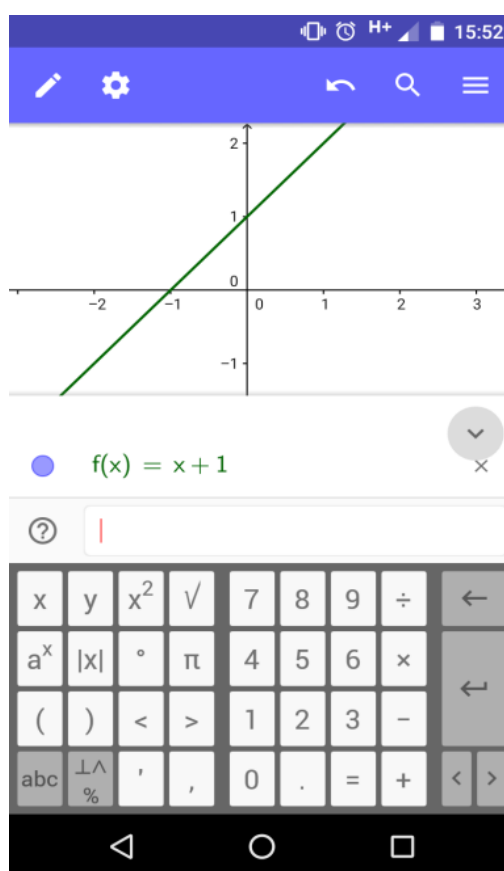 H+ 15:52
2
1
0
-2 -1 0 1 2 3
-1
f(x) = x + 1
x y x² √ 7 8 9 ÷ ←
aˣ |x| ° π 4 5 6 ×
( ) < > 1 2 3 − ↵
abc ⊥∧ % ' , 0 . = + < >